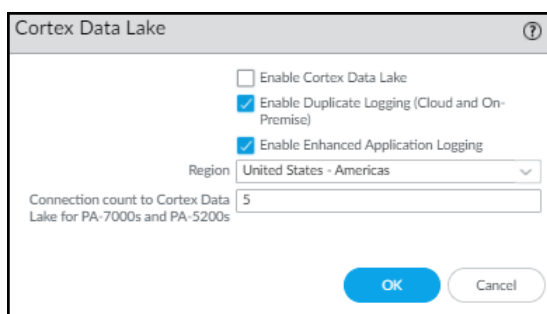 Cortex Data Lake
Enable Cortex Data Lake
Enable Duplicate Logging (Cloud and On-
Premise)
Enable Enhanced Application Logging
Region United States - Americas
Connection count to Cortex Data 5
Lake for PA-7000s and PA-5200s
OK Cancel